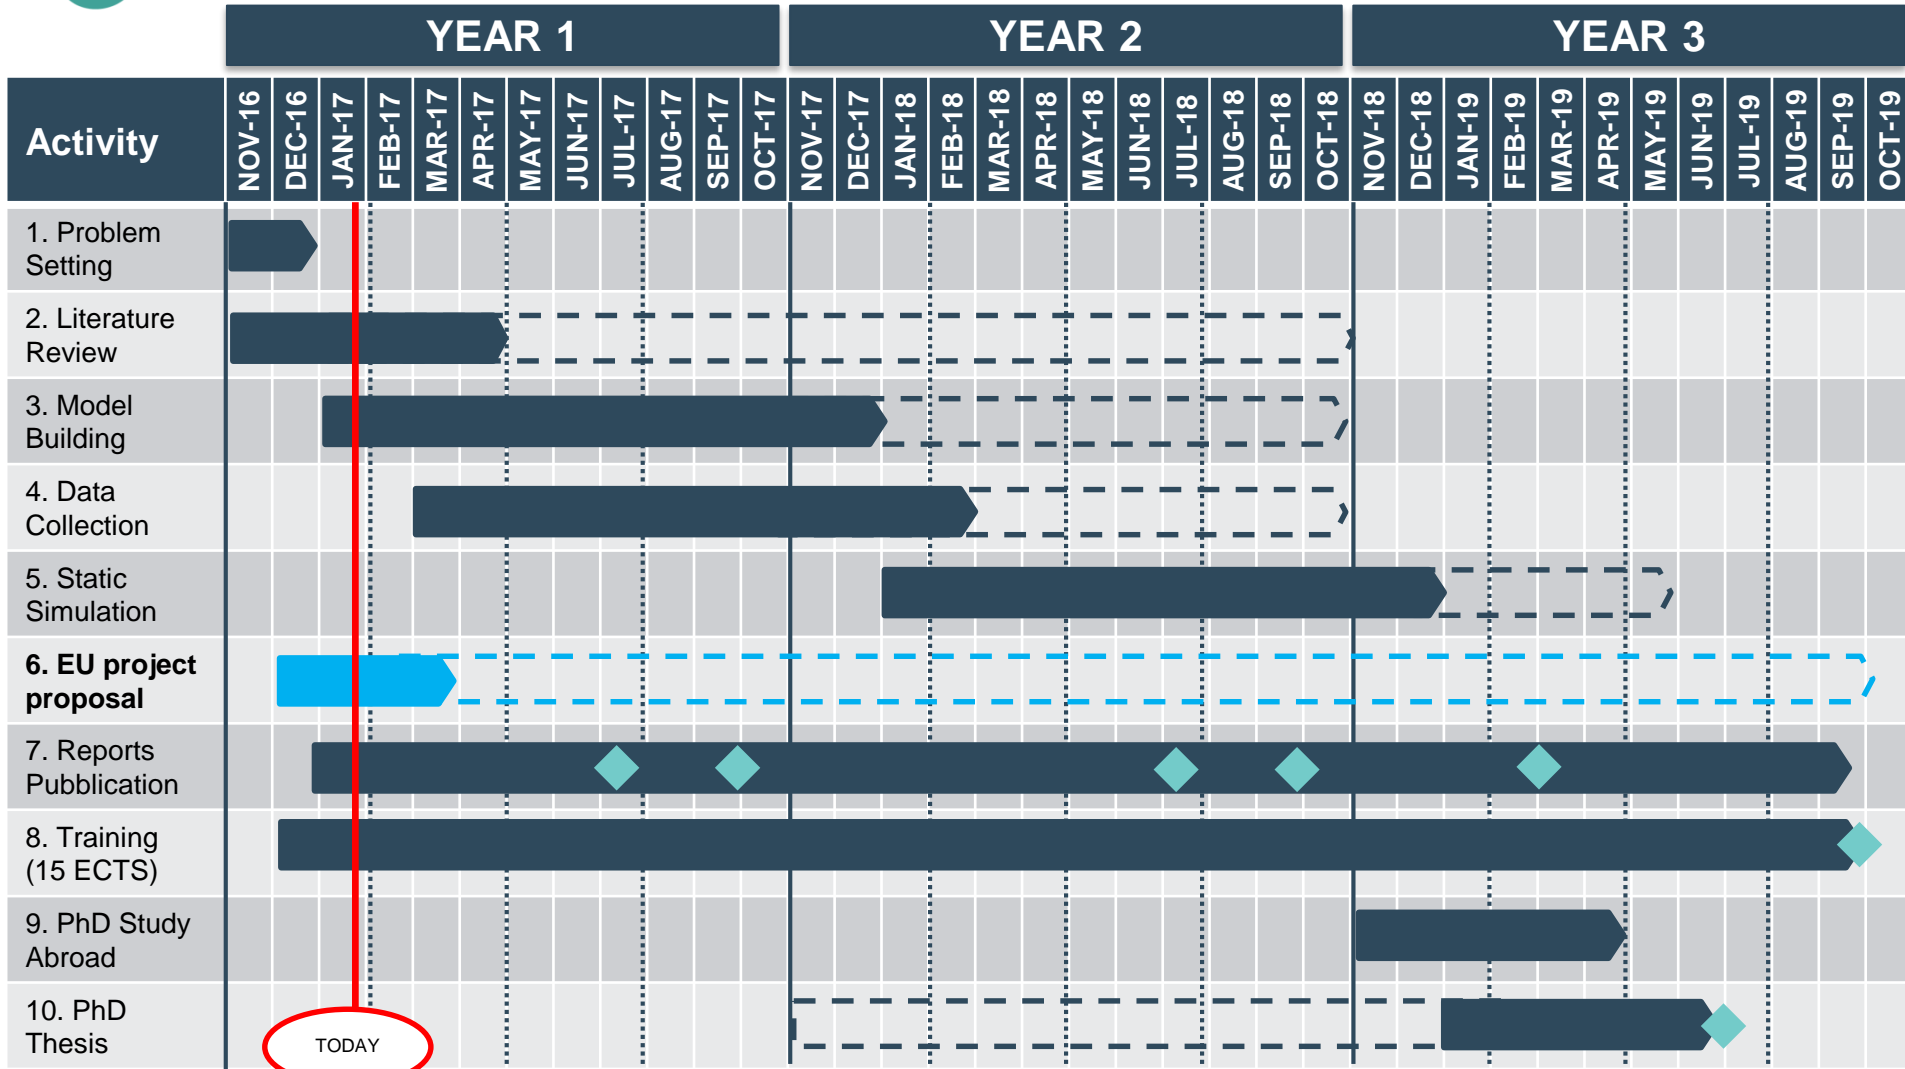 YEAR 1
YEAR 2
YEAR 3
Activity
NOV-16
DEC-16
JAN-17
FEB-17
MAR-17
APR-17
MAY-17
JUN-17
JUL-17
AUG-17
SEP-17
OCT-17
NOV-17
DEC-17
JAN-18
FEB-18
MAR-18
APR-18
MAY-18
JUN-18
JUL-18
AUG-18
SEP-18
OCT-18
NOV-18
DEC-18
JAN-19
FEB-19
MAR-19
APR-19
MAY-19
JUN-19
JUL-19
AUG-19
SEP-19
OCT-19
1. Problem
Setting
2. Literature
Review
3. Model
Building
4. Data
Collection
5. Static
Simulation
6. EU project
proposal
7. Reports
Pubblication
8. Training
(15 ECTS)
9. PhD Study
Abroad
10. PhD
Thesis
TODAY